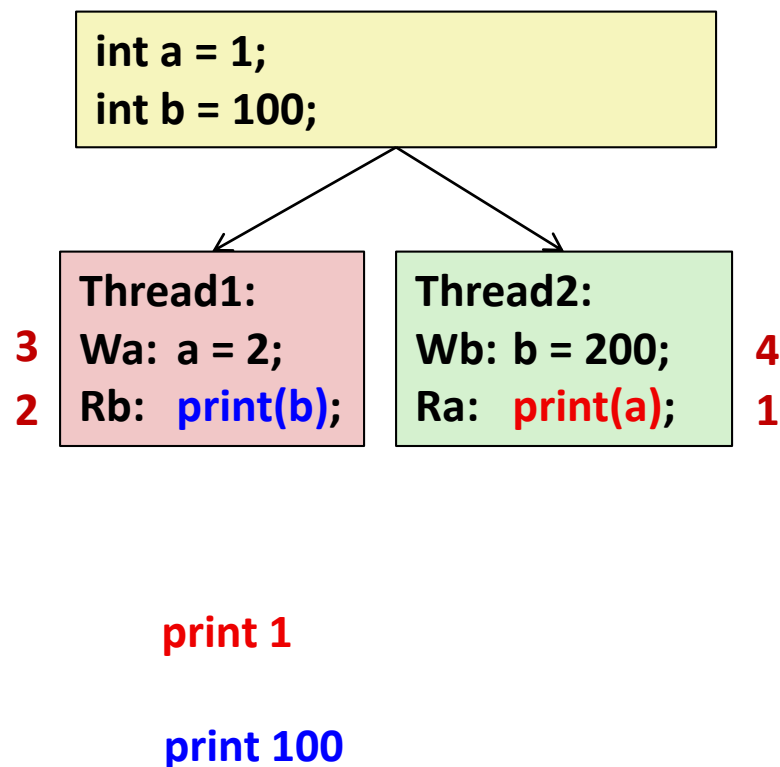 int a = 1;
int b = 100;
Thread1:
3 Wa: a = 2;
2 Rb: print(b);
Thread2:
Wb: b = 200; 4
Ra: print(a); 1
print 1
print 100